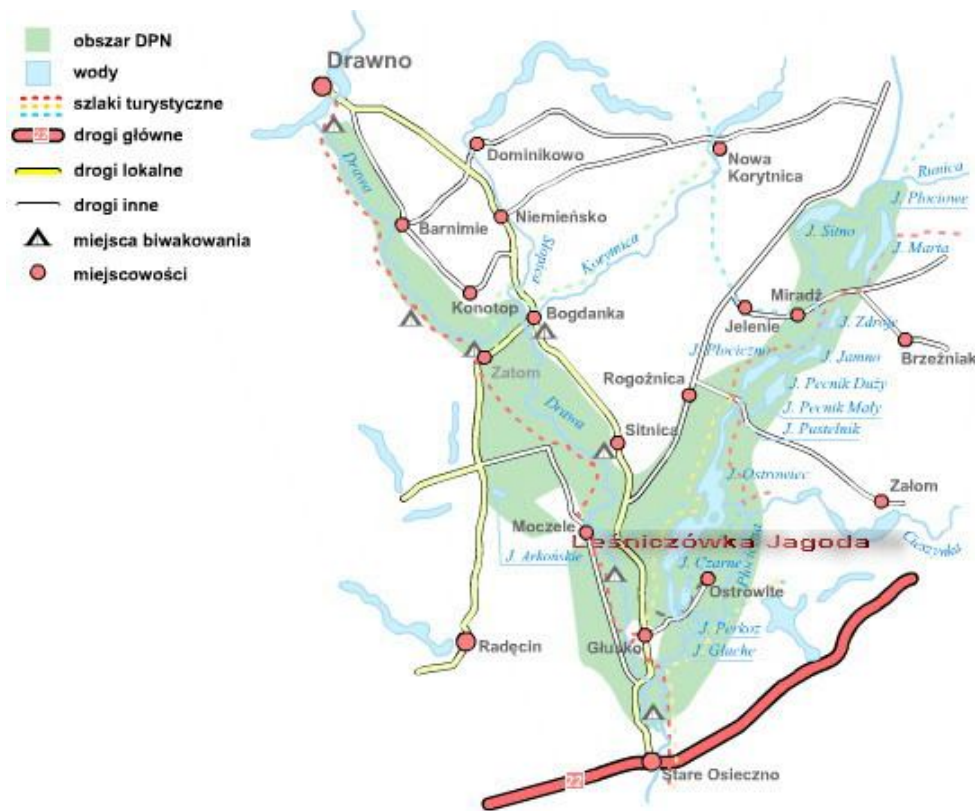 obszar DPN
wody
szlaki turystyczne
22
drogi główne
drogi lokalne
drogi inne
miejsca biwakowania
miejscowości
Drawno
Dominikowo
Nowa
Korytnica
Runica
J. Płociowe
Drawa
Barnimie
Niemieńsko
Słopica
Korytnica
J. Sitno
J. Marta
Konotop
Bogdanka
Miradż
Jelenie
J. Zdroje
Brzeźniak
J. Płociczno
J. Jamno
Zatom
Rogoźnica
J. Pecnik Duży
J. Pecnik Mały
J. Pustelnik
Drawa
Sitnica
J. Ostrowiec
Załom
Moczele
Leśniczówka Jagoda
Cieszynka
Płociczna
J. Arkońskie
J. Czarne
Ostrowite
J. Perkoz
Głusko
J. Głuche
Radęcin
Stare Osieczno
22